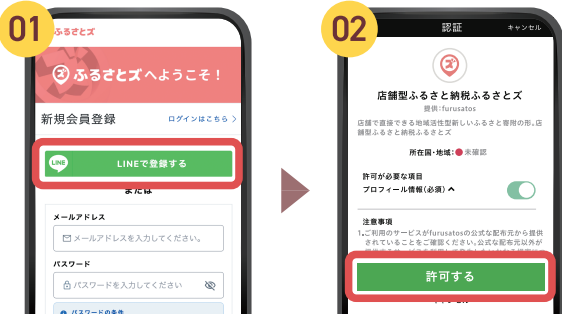 01
ふるさとズ
ふるさとズへようこそ！
新規会員登録
ログインはこちら
LINE
LINEで登録する
または
メールアドレス
メールアドレスを入力してください。
パスワード
パスワードを入力してください
パスワードの条件
02
認証
キャンセル
店舗型ふるさと納税ふるさとズ
提供：furusatos
店舗で直接できる地域活性型新しいふるさと寄附の形。店
舗型ふるさと納税ふるさとズ
所在国・地域：未確認
許可が必要な項目
プロフィール情報（必須）
注意事項
1.ご利用のサービスがfurusatosの公式な配布元から提供
されていることをご確認ください。公式な配布元以外が
許可する